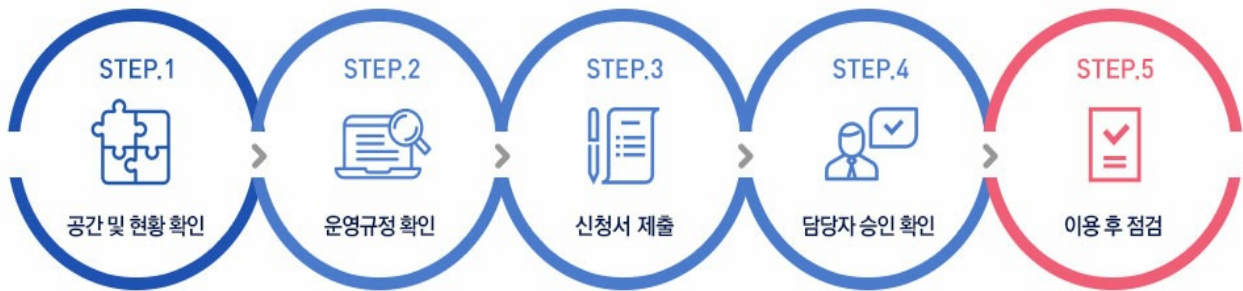 STEP.1
공간 및 현황 확인
STEP.2
운영규정 확인
STEP.3
신청서 제출
STEP.4
담당자 승인 확인
STEP.5
이용 후 점검